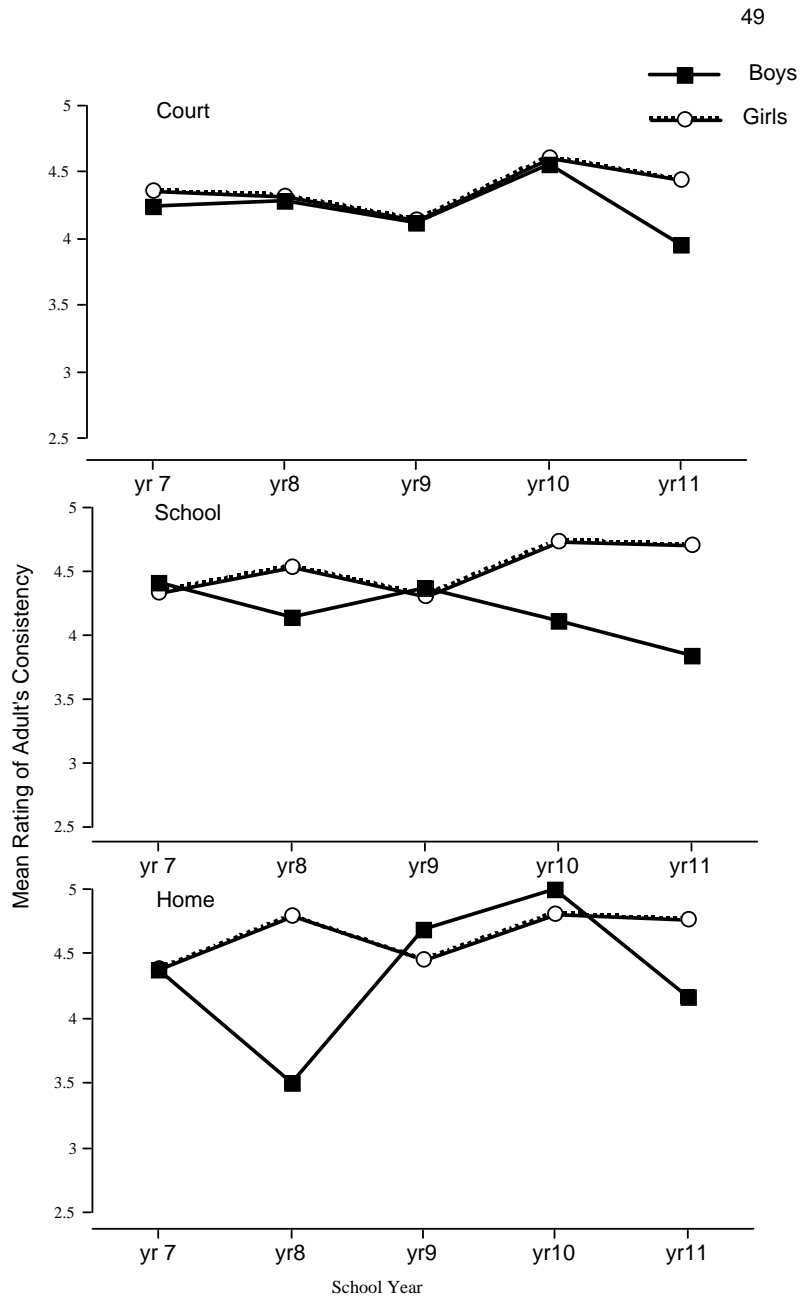 49
Boys
Girls
Court
5
4.5
4
3.5
3
2.5
yr 7 yr8 yr9 yr10 yr11
School
5
4.5
4
3.5
3
2.5
yr 7 yr8 yr9 yr10 yr11
Mean Rating of Adult's Consistency
Home
5
4.5
4
3.5
3
2.5
yr 7 yr8 yr9 yr10 yr11
School Year